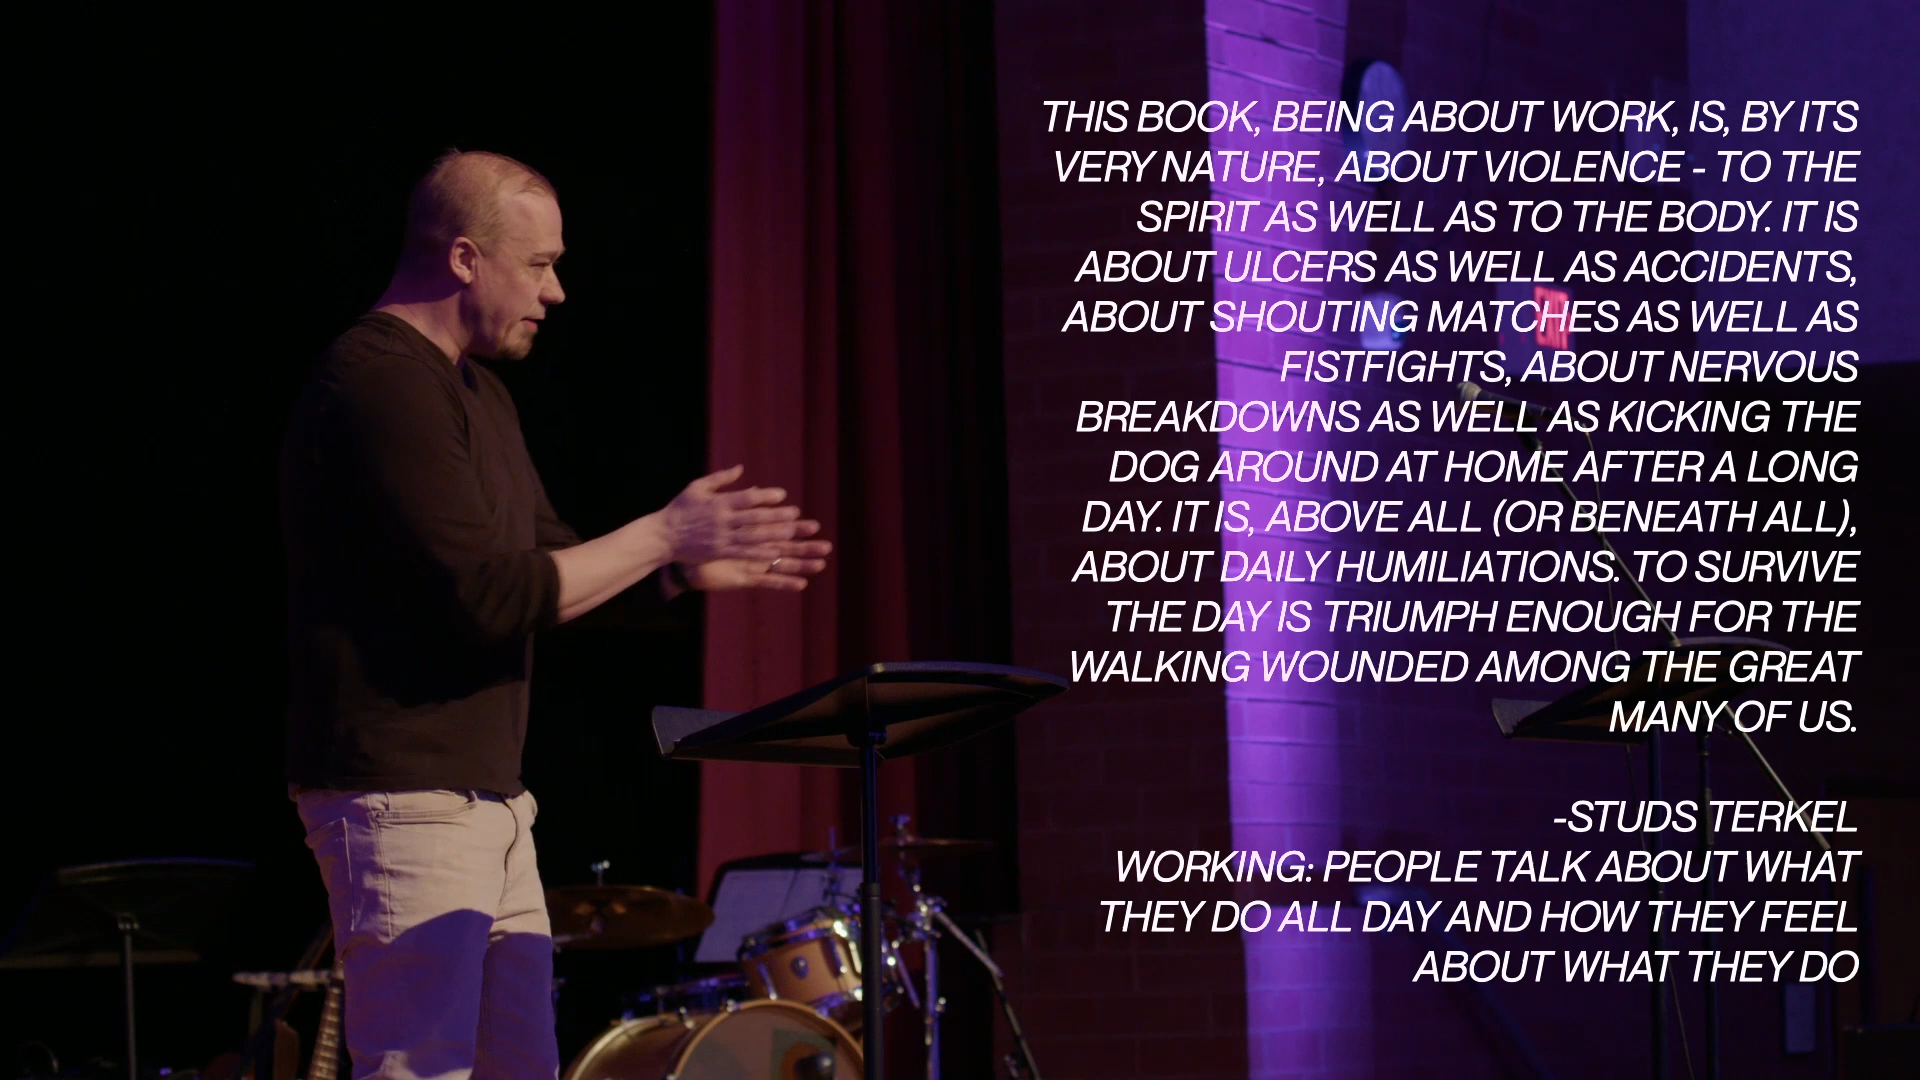 THIS BOOK, BEING ABOUT WORK, IS, BY ITS
VERY NATURE, ABOUT VIOLENCE - TO THE
SPIRIT AS WELL AS TO THE BODY. IT IS
ABOUT ULCERS AS WELL AS ACCIDENTS,
ABOUT SHOUTING MATCHES AS WELL AS
FISTFIGHTS, ABOUT NERVOUS
BREAKDOWNS AS WELL AS KICKING THE
DOG AROUND AT HOME AFTER A LONG
DAY. IT IS, ABOVE ALL (OR BENEATH ALL),
ABOUT DAILY HUMILIATIONS. TO SURVIVE
THE DAY IS TRIUMPH ENOUGH FOR THE
WALKING WOUNDED AMONG THE GREAT
MANY OF US.
-STUDS TERKEL
WORKING: PEOPLE TALK ABOUT WHAT
THEY DO ALL DAY AND HOW THEY FEEL
ABOUT WHAT THEY DO
EXIT